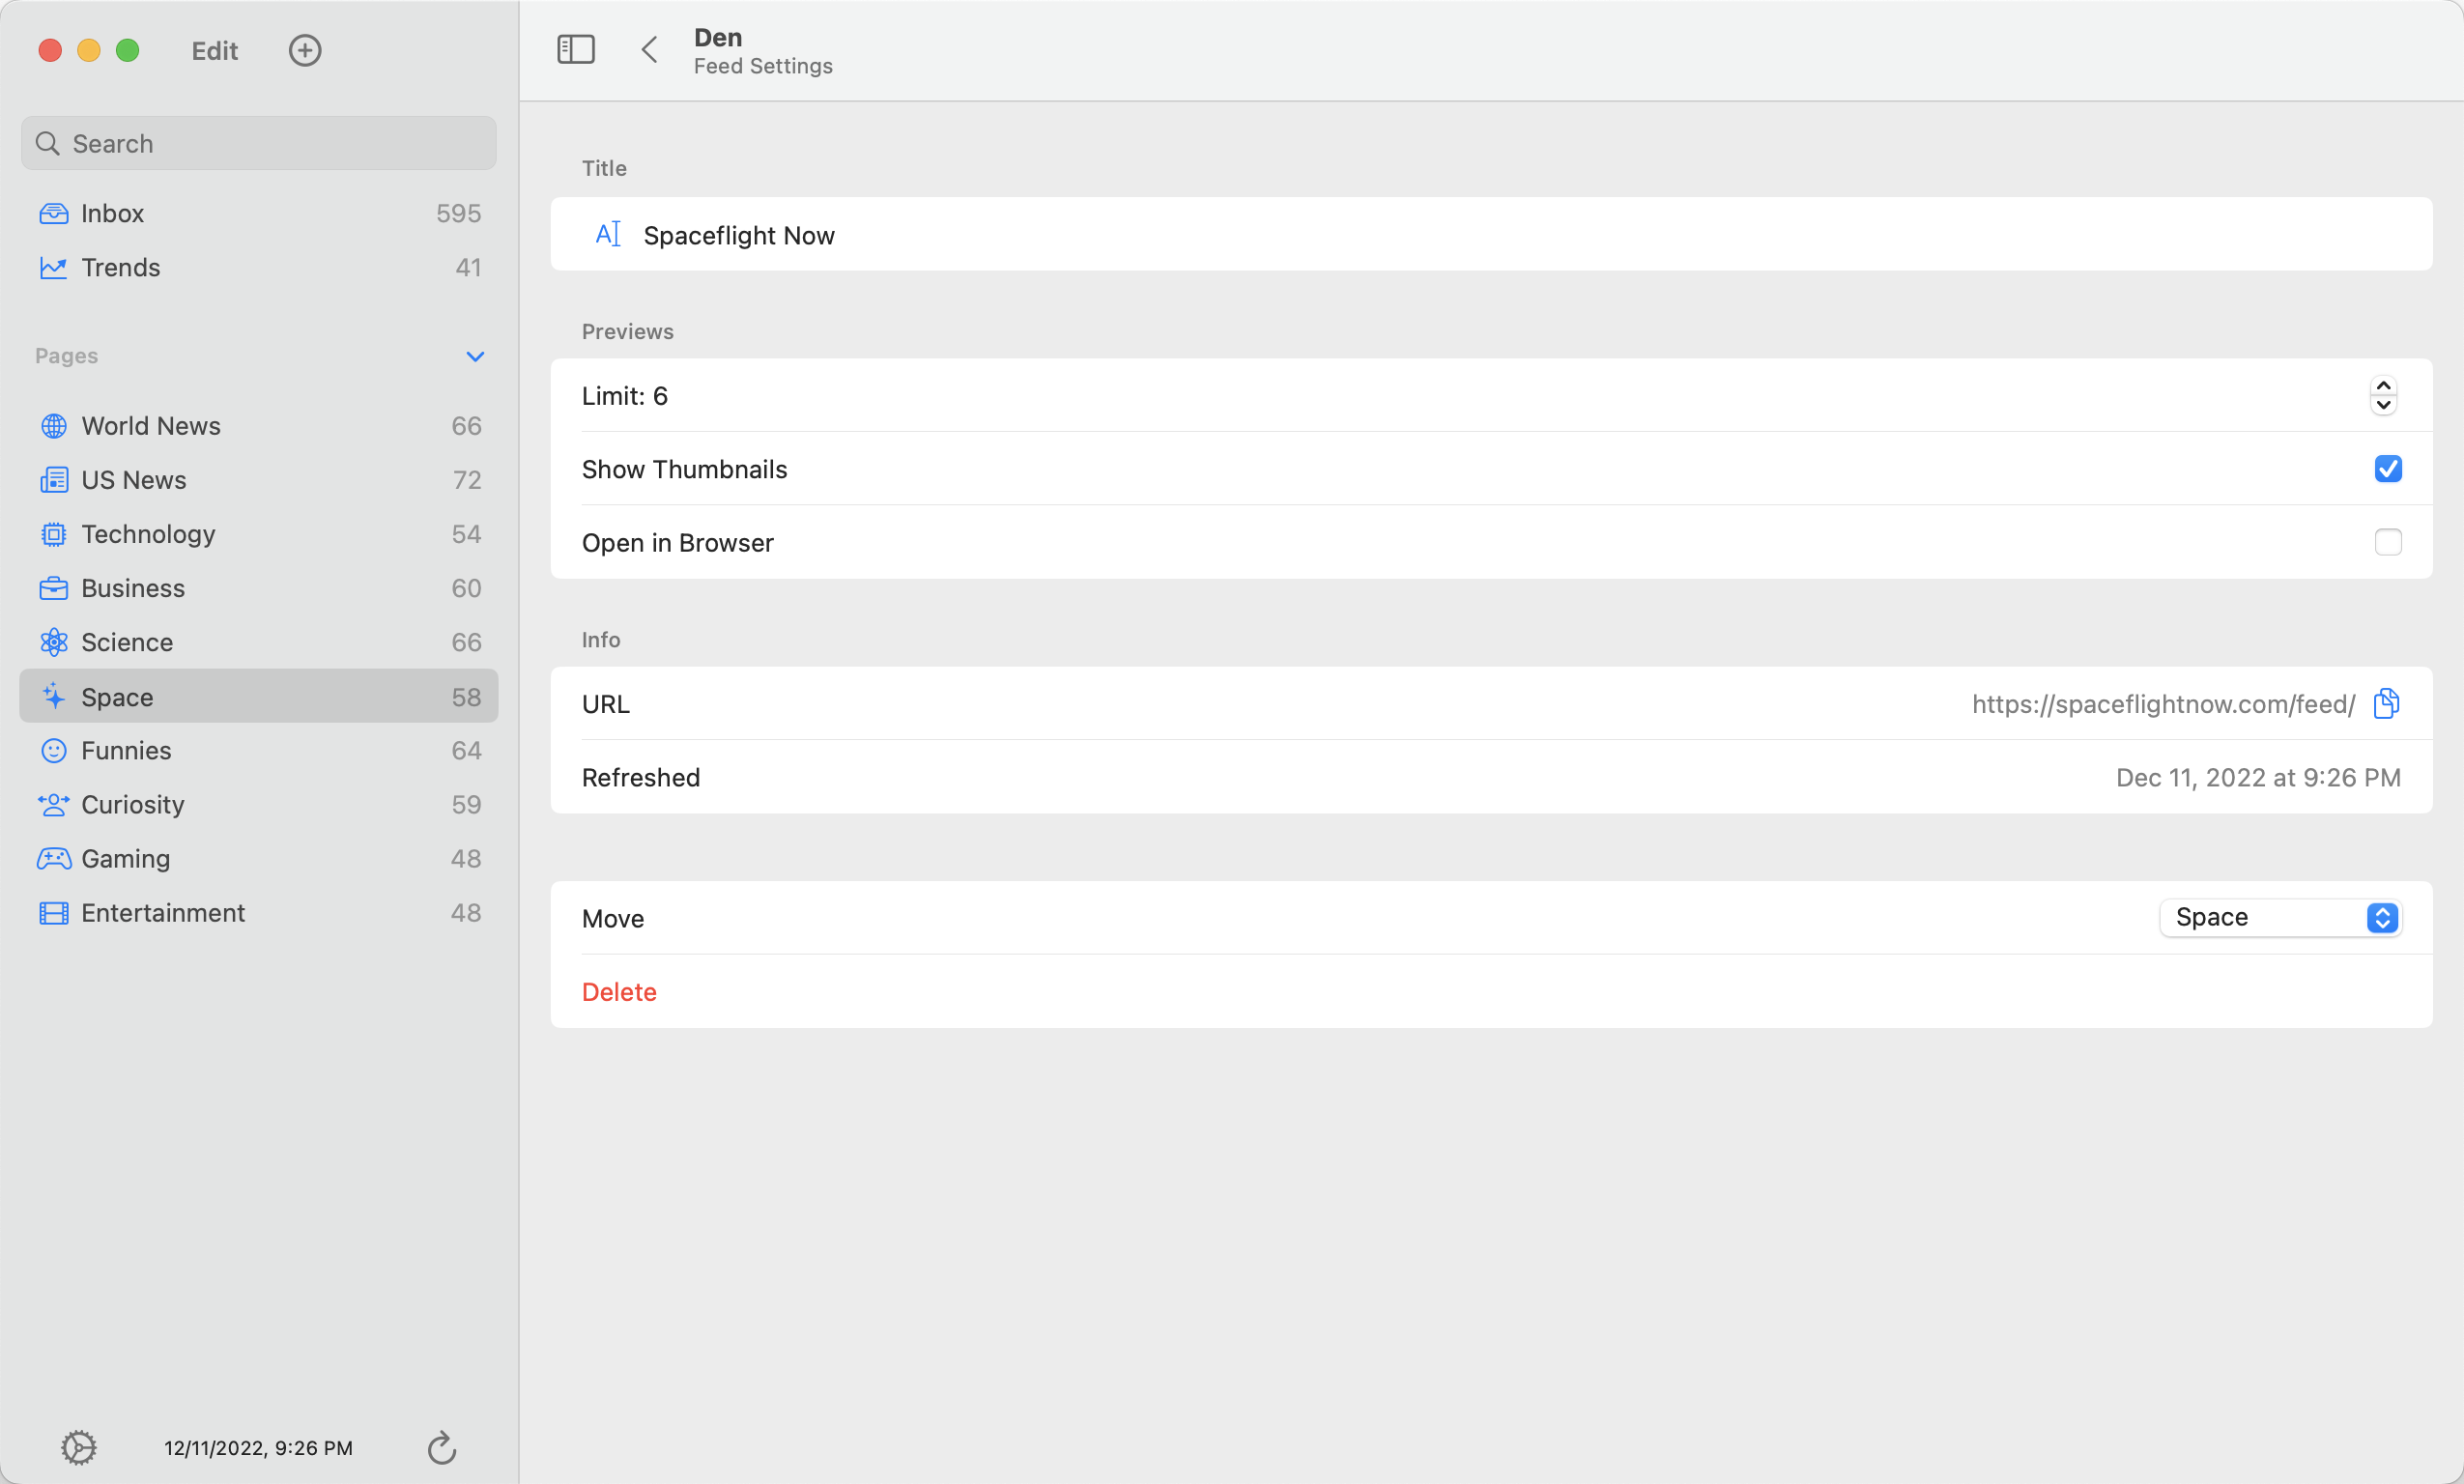 Edit
Search
Inbox 595
Trends 41
Pages
World News 66
US News 72
Technology 54
Business 60
Science 66
Space 58
Funnies 64
Curiosity 59
Gaming 48
Entertainment 48
12/11/2022, 9:26 PM
Den
Feed Settings
Title
Spaceflight Now
Previews
Limit: 6
Show Thumbnails
Open in Browser
Info
URL https://spaceflightnow.com/feed/
Refreshed Dec 11, 2022 at 9:26 PM
Move Space
Delete